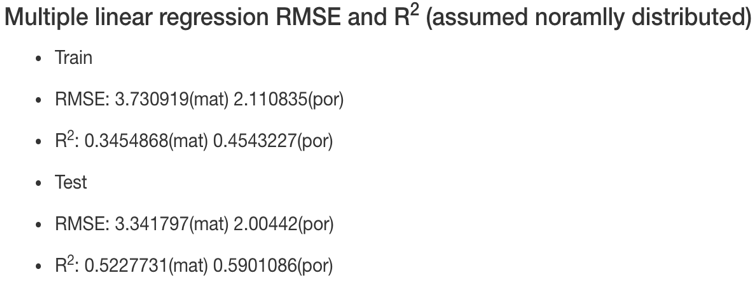 Multiple linear regression RMSE and R² (assumed noramlly distributed)
• Train
• RMSE: 3.730919(mat) 2.110835(por)
• R²: 0.3454868(mat) 0.4543227(por)
• Test
• RMSE: 3.341797(mat) 2.00442(por)
• R²: 0.5227731(mat) 0.5901086(por)